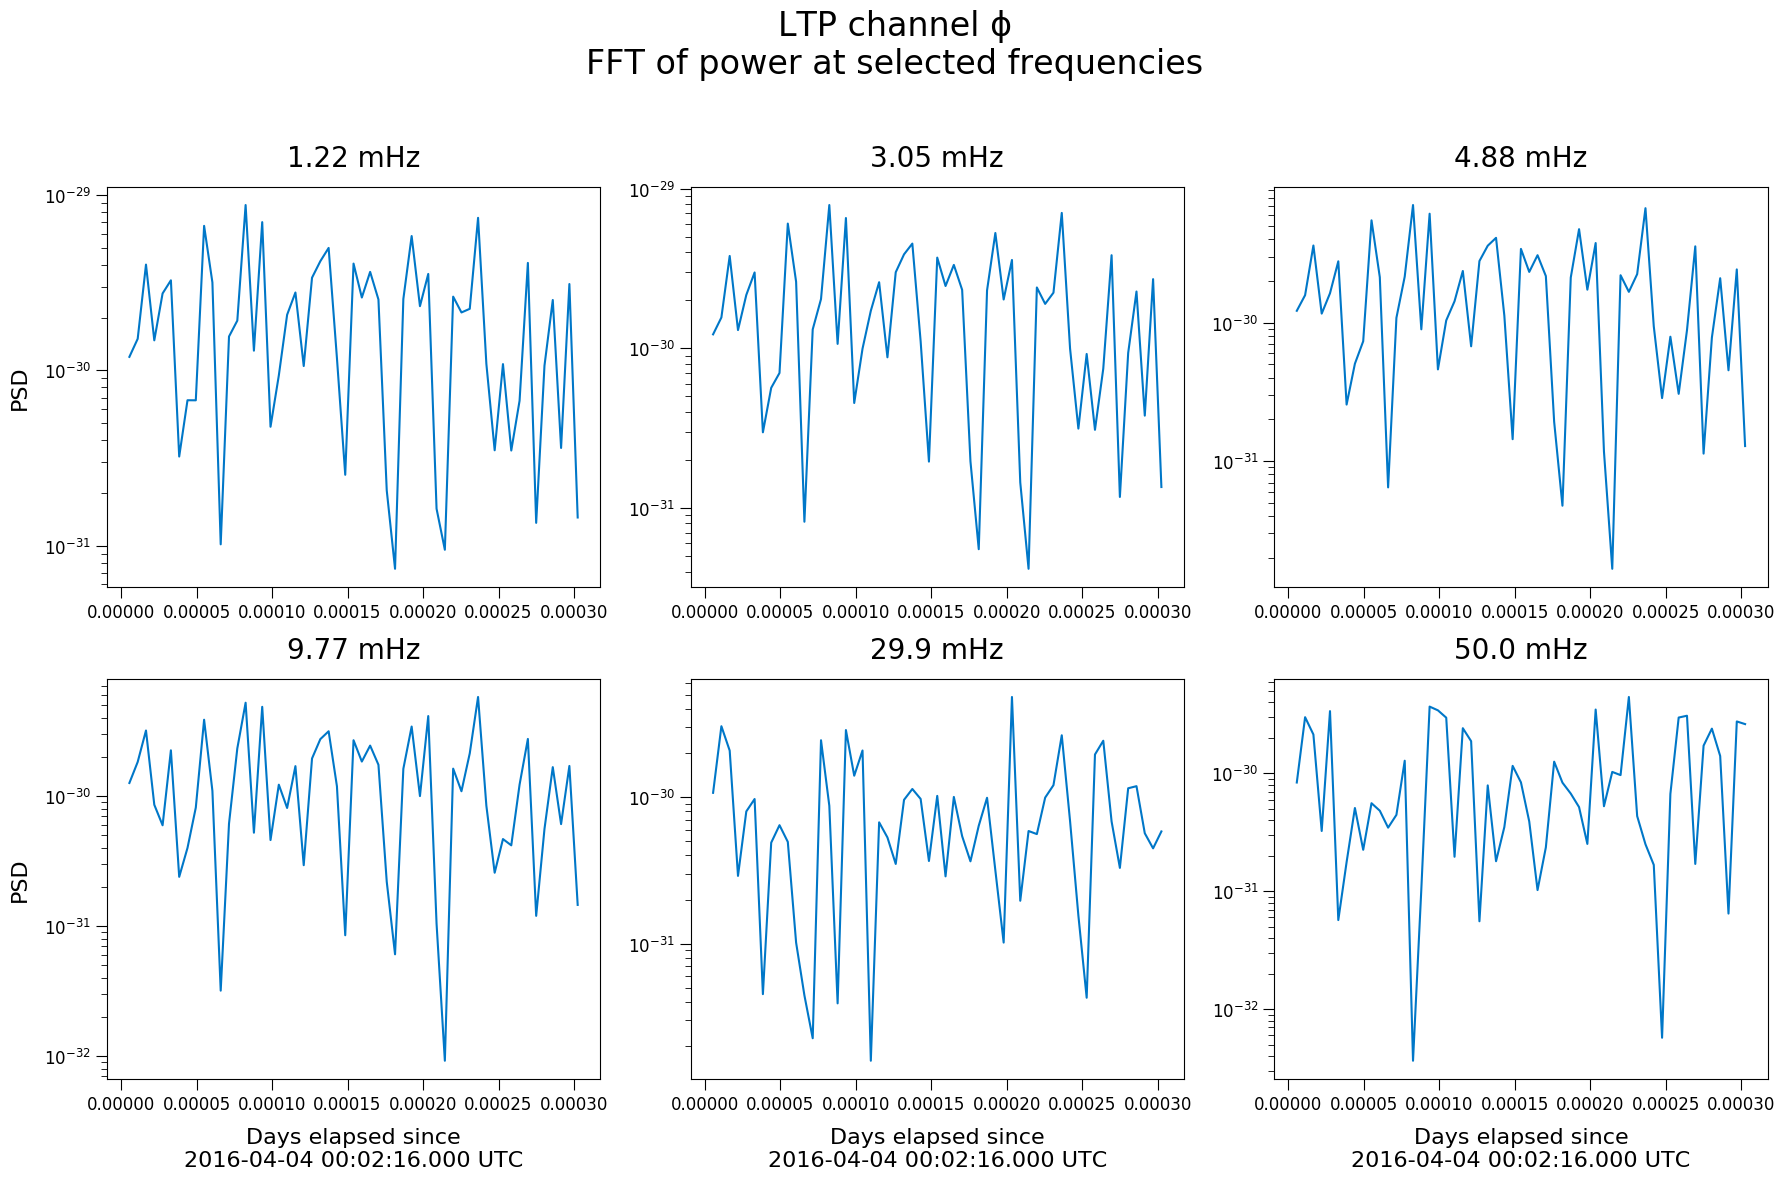 LTP channel ϕ
FFT of power at selected frequencies
1.22 mHz
3.05 mHz
4.88 mHz
PSD
10⁻²⁹
10⁻³⁰
10⁻³¹
0.00000 0.00005 0.00010 0.00015 0.00020 0.00025 0.00030
10⁻²⁹
10⁻³⁰
10⁻³¹
0.00000 0.00005 0.00010 0.00015 0.00020 0.00025 0.00030
10⁻³⁰
10⁻³¹
0.00000 0.00005 0.00010 0.00015 0.00020 0.00025 0.00030
9.77 mHz
29.9 mHz
50.0 mHz
PSD
10⁻³⁰
10⁻³¹
10⁻³²
0.00000 0.00005 0.00010 0.00015 0.00020 0.00025 0.00030
Days elapsed since
2016-04-04 00:02:16.000 UTC
10⁻³⁰
10⁻³¹
0.00000 0.00005 0.00010 0.00015 0.00020 0.00025 0.00030
Days elapsed since
2016-04-04 00:02:16.000 UTC
10⁻³⁰
10⁻³¹
10⁻³²
0.00000 0.00005 0.00010 0.00015 0.00020 0.00025 0.00030
Days elapsed since
2016-04-04 00:02:16.000 UTC